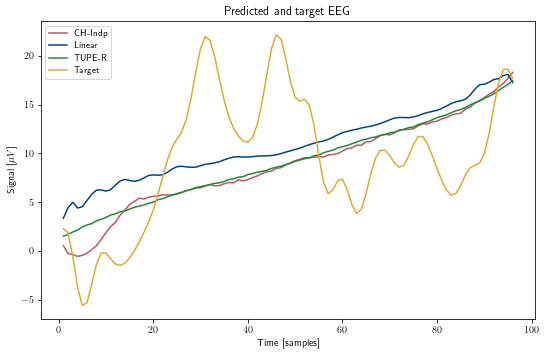 Predicted and target EEG
CH-Indp
Linear
TUPE-R
Target
Signal [μV]
20
15
10
5
0
−5
0
20
40
60
80
100
Time [samples]